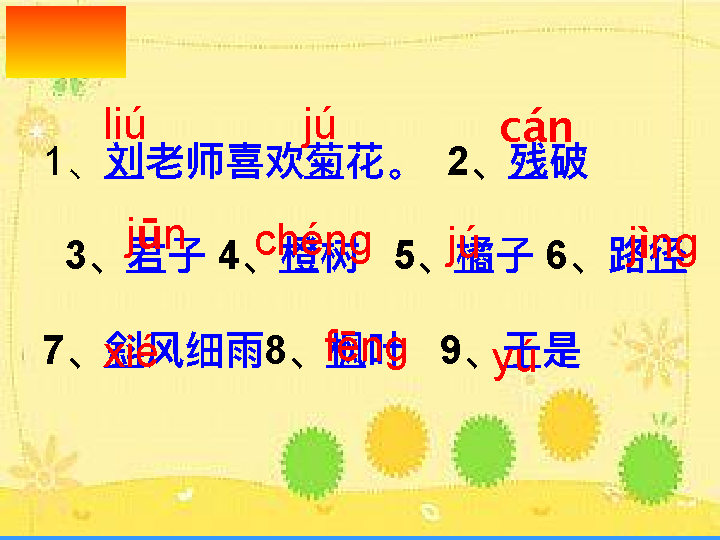 liú jú cán
1、刘老师喜欢菊花。 2、残破
jūn chéng jú jìng
3、君子 4、橙树 5、橘子 6、路径
7、斜风细雨8、枫叶 9、于是
xié fēng yú